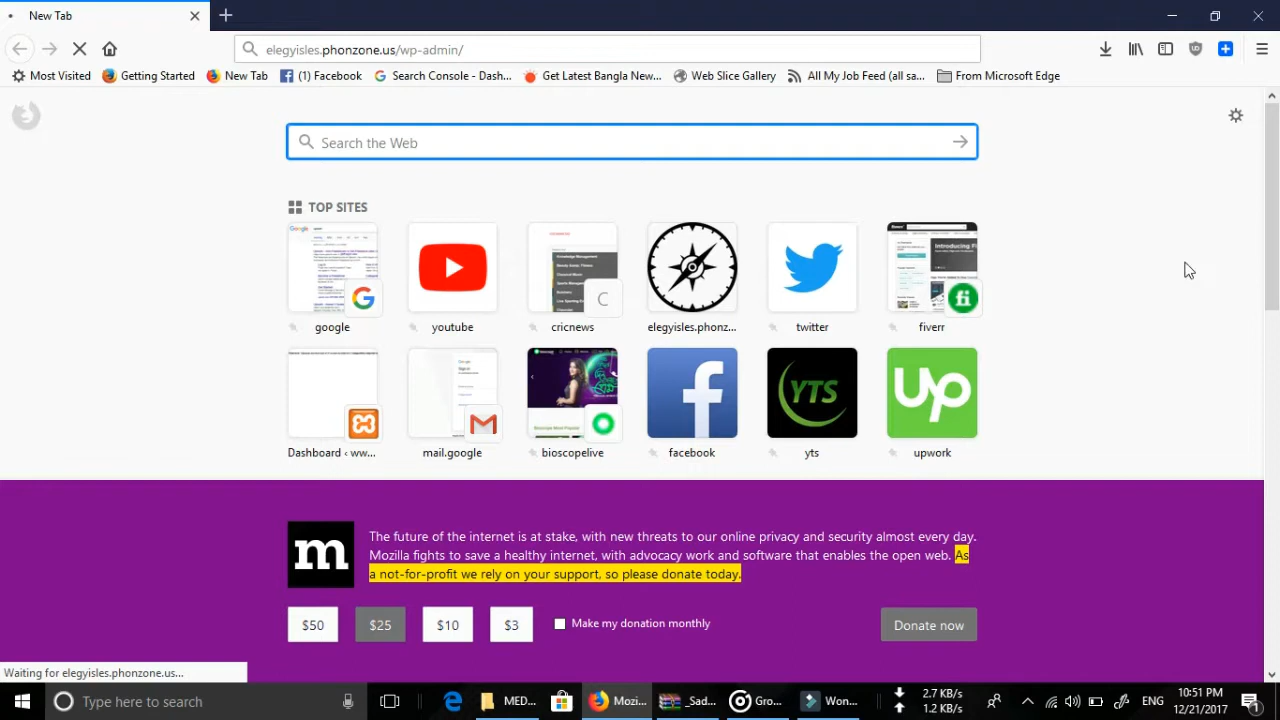 New Tab
elegyisles.phonzone.us/wp-admin/
Most Visited Getting Started New Tab (1) Facebook Search Console - Dash... Get Latest Bangla New... Web Slice Gallery All My Job Feed (all sa... From Microsoft Edge
Search the Web
TOP SITES
google youtube cricnews elegyisles.phonz... twitter fiverr
YTS
up
Dashboard ‹ ww... mail.google bioscopelive facebook yts upwork
m
The future of the internet is at stake, with new threats to our online privacy and security almost every day.
Mozilla fights to save a healthy internet, with advocacy work and software that enables the open web. As
a not-for-profit we rely on your support, so please donate today.
$50 $25 $10 $3 Make my donation monthly Donate now
Waiting for elegyisles.phonzone.us...
Type here to search MED... Mozi... _Sad... Gro... Won... 2.7 KB/s ENG 10:51 PM
1.2 KB/s 12/21/2017